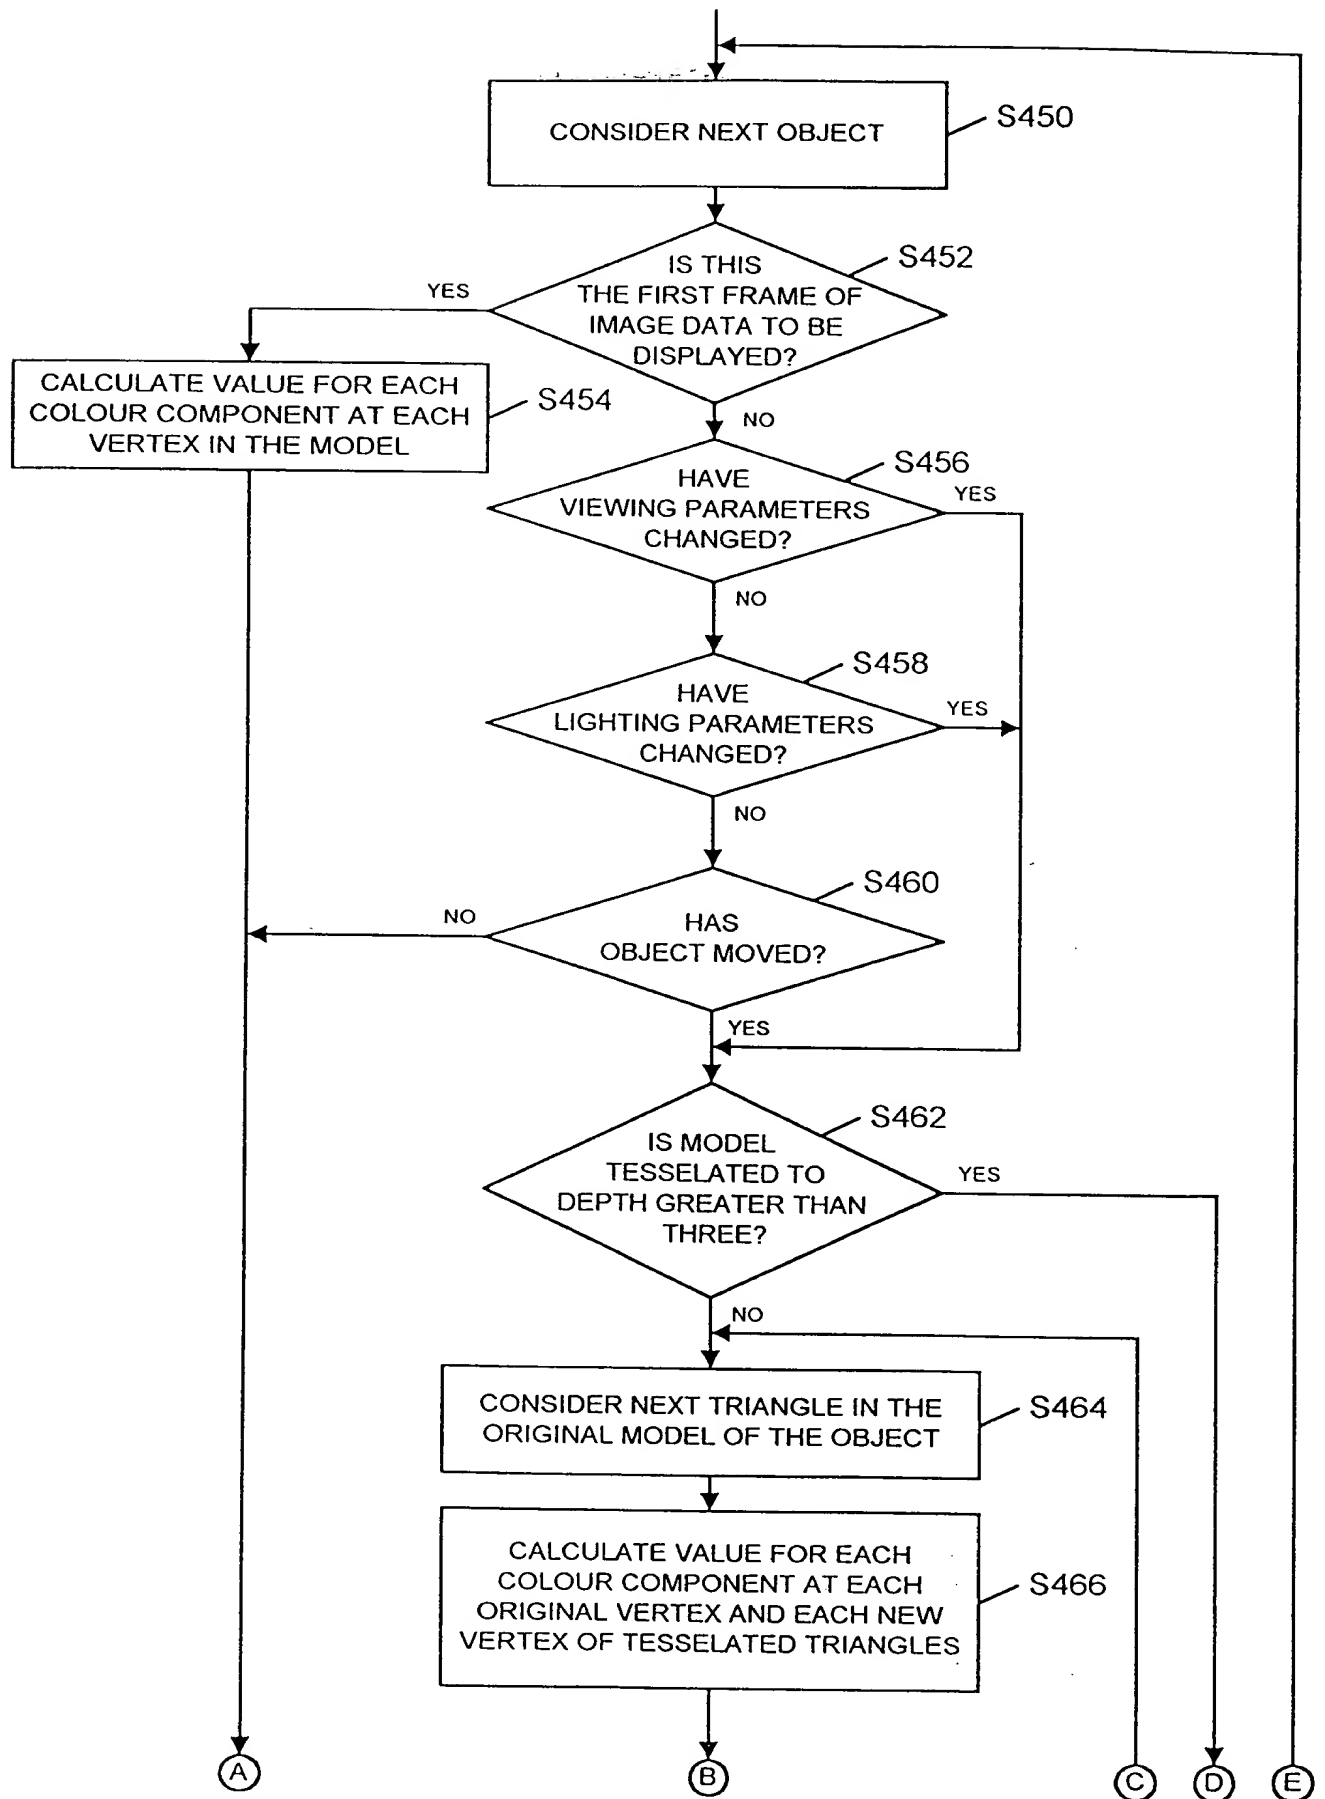 CONSIDER NEXT OBJECT
S450
IS THIS
THE FIRST FRAME OF
IMAGE DATA TO BE
DISPLAYED?
S452
YES
NO
CALCULATE VALUE FOR EACH
COLOUR COMPONENT AT EACH
VERTEX IN THE MODEL
S454
HAVE
VIEWING PARAMETERS
CHANGED?
S456
YES
NO
HAVE
LIGHTING PARAMETERS
CHANGED?
S458
YES
NO
HAS
OBJECT MOVED?
S460
NO
YES
IS MODEL
TESSELATED TO
DEPTH GREATER THAN
THREE?
S462
YES
NO
CONSIDER NEXT TRIANGLE IN THE
ORIGINAL MODEL OF THE OBJECT
S464
CALCULATE VALUE FOR EACH
COLOUR COMPONENT AT EACH
ORIGINAL VERTEX AND EACH NEW
VERTEX OF TESSELATED TRIANGLES
S466
A
B
C
D
E